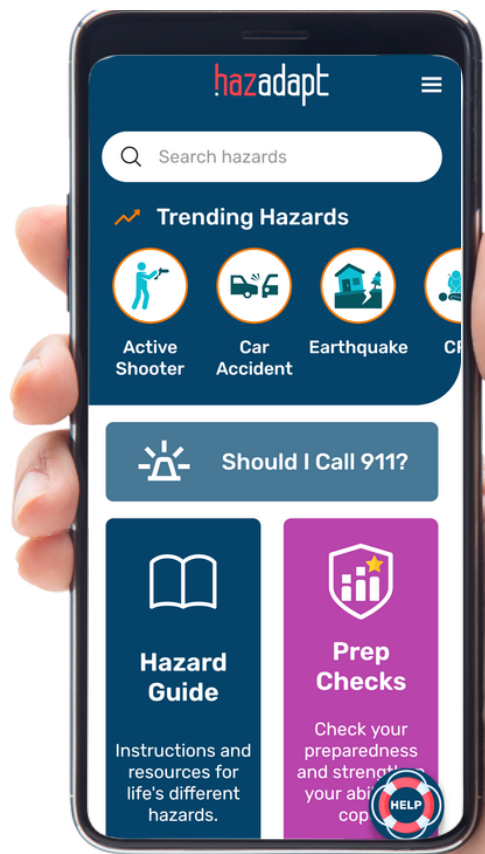 hazadapt
Search hazards
Trending Hazards
Active
Shooter
Car
Accident
Earthquake
Should I Call 911?
Hazard
Guide
Instructions and
resources for
life's different
hazards.
Prep
Checks
Check your
preparedness
and strengthen
your
HELP